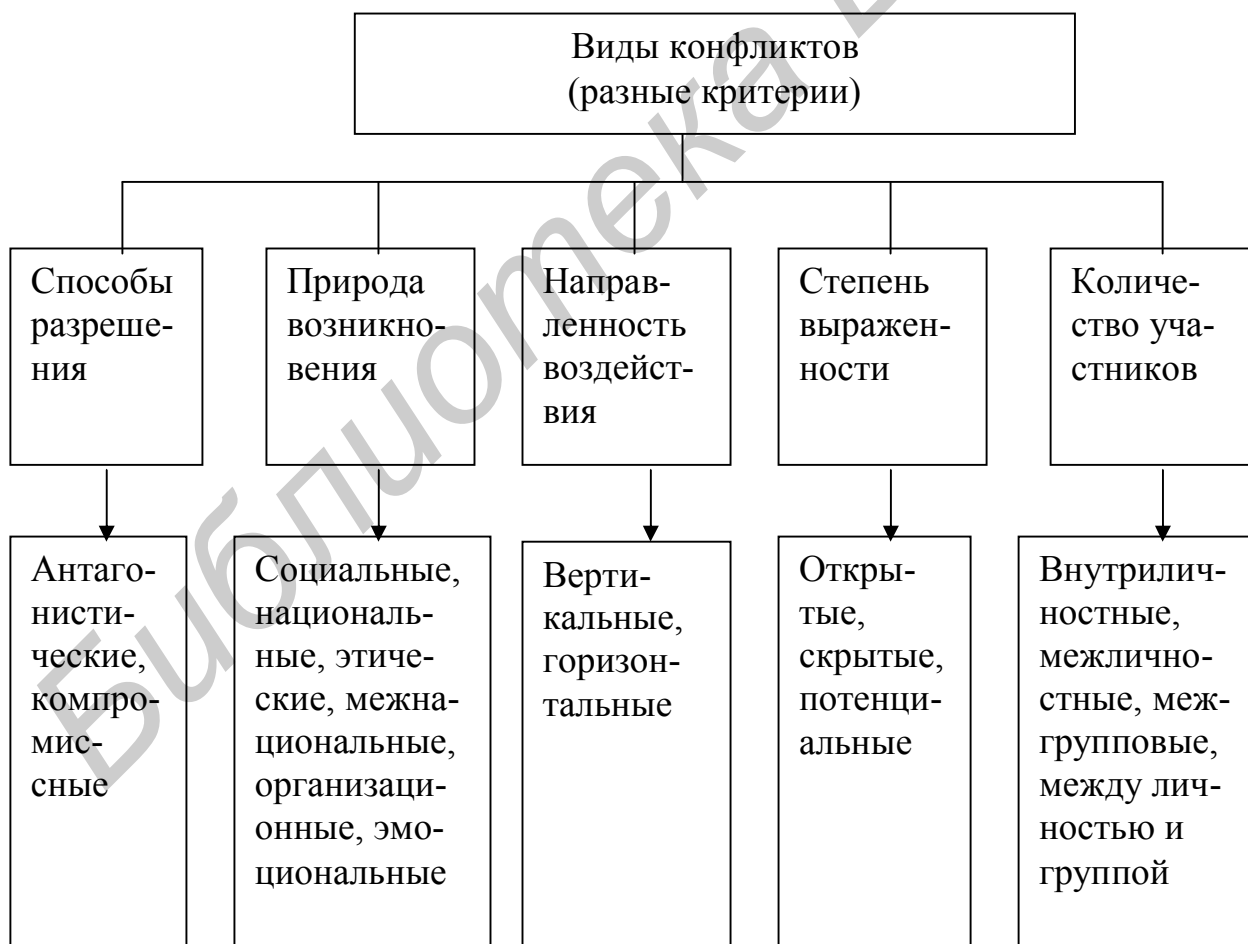 Виды конфликтов
(разные критерии)
Способы
разреше-
ния
Природа
возникно-
вения
Направ-
ленность
воздейст-
вия
Степень
выражен-
ности
Количе-
ство уча-
стников
Антаго-
нисти-
ческие,
компро-
мис-
сные
Социальные,
националь-
ные, этиче-
ские, межна-
циональные,
организаци-
онные, эмо-
циональные
Верти-
кальные,
горизон-
тальные
Откры-
тые,
скрытые,
потенци-
альные
Внутрилич-
ностные,
межлично-
стные, меж-
групповые,
между лич-
ностью и
группой
Библиотека